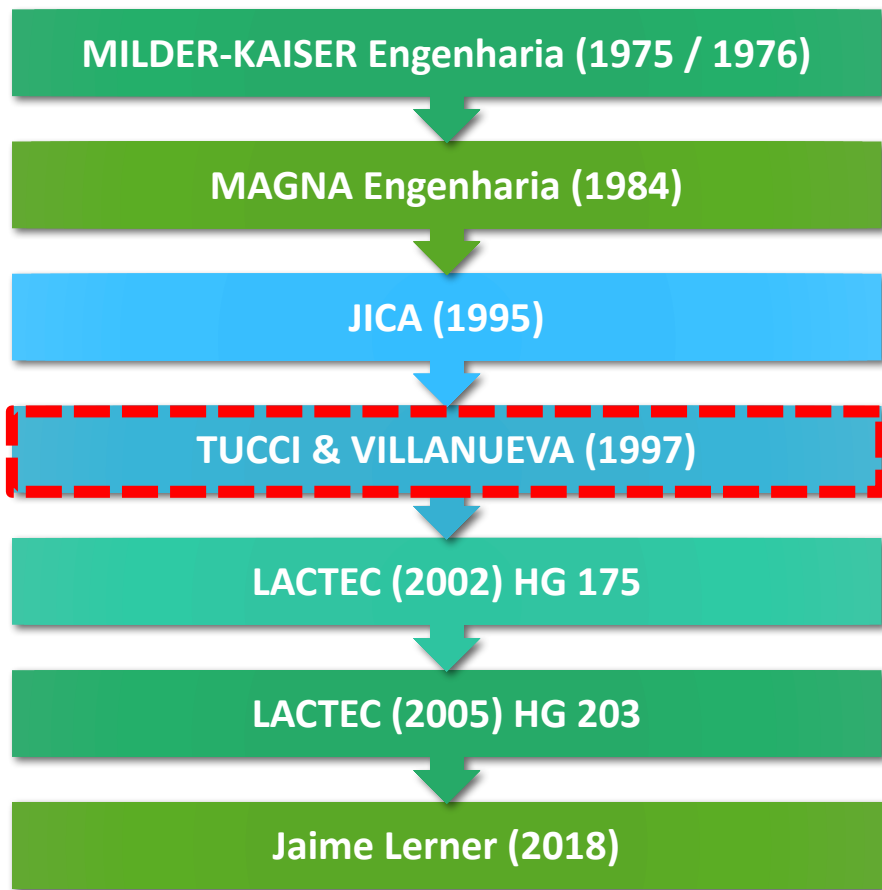 MILDER-KAISER Engenharia (1975 / 1976)
MAGNA Engenharia (1984)
JICA (1995)
TUCCI & VILLANUEVA (1997)
LACTEC (2002) HG 175
LACTEC (2005) HG 203
Jaime Lerner (2018)